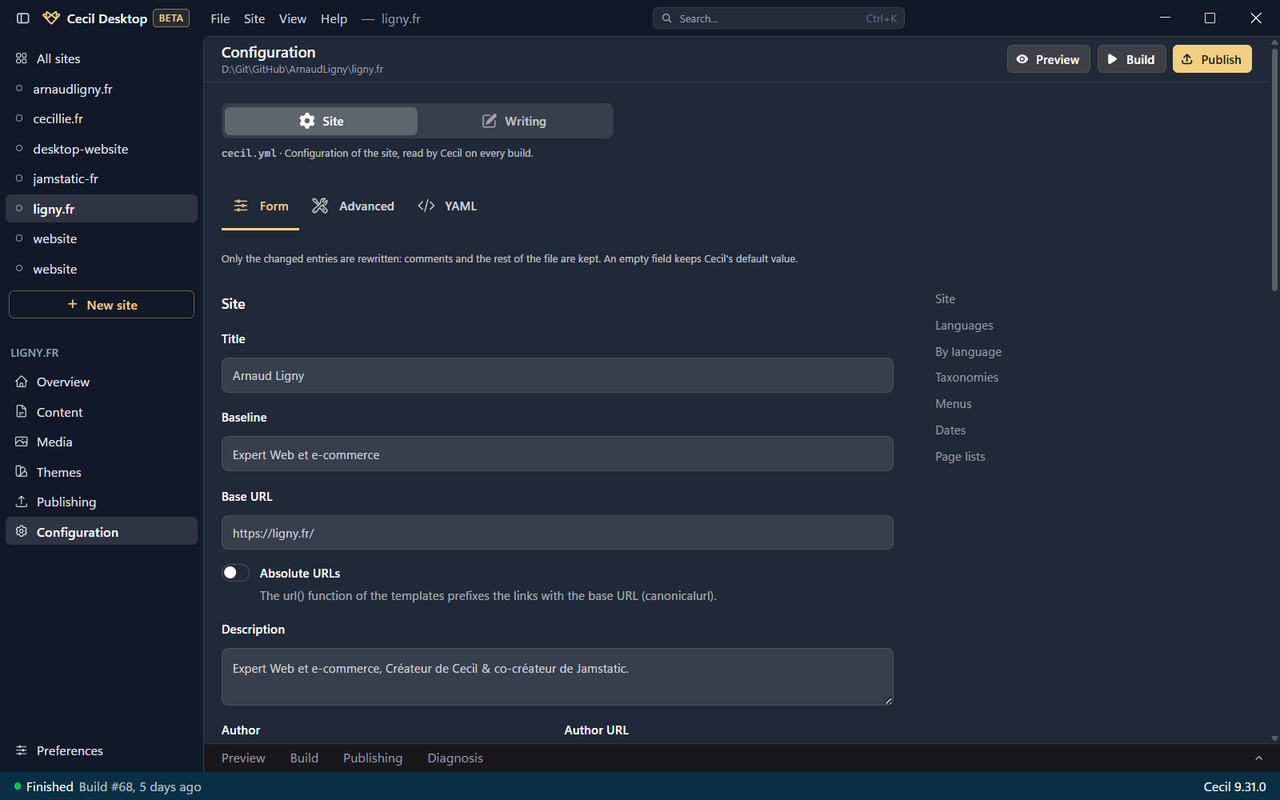 Cecil Desktop BETA File Site View Help — ligny.fr Search... Ctrl+K
All sites
arnaudligny.fr
cecillie.fr
desktop-website
jamstatic-fr
ligny.fr
website
website
+ New site
LIGNY.FR
Overview
Content
Media
Themes
Publishing
Configuration
Preferences
Configuration
D:\Git\GitHub\ArnaudLigny\ligny.fr
Preview Build Publish
Site Writing
cecil.yml · Configuration of the site, read by Cecil on every build.
Form Advanced YAML
Only the changed entries are rewritten: comments and the rest of the file are kept. An empty field keeps Cecil's default value.
Site
Title
Arnaud Ligny
Baseline
Expert Web et e-commerce
Base URL
https://ligny.fr/
Absolute URLs
The url() function of the templates prefixes the links with the base URL (canonicalurl).
Description
Expert Web et e-commerce, Créateur de Cecil & co-créateur de Jamstatic.
Author Author URL
Site
Languages
By language
Taxonomies
Menus
Dates
Page lists
Preview Build Publishing Diagnosis
Finished Build #68, 5 days ago Cecil 9.31.0